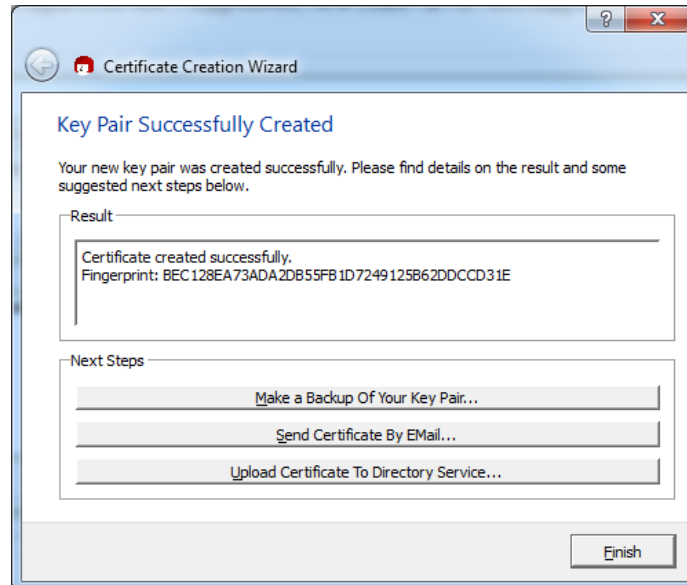 Certificate Creation Wizard
Key Pair Successfully Created
Your new key pair was created successfully. Please find details on the result and some
suggested next steps below.
Result
Certificate created successfully.
Fingerprint: BEC128EA73ADA2DB55FB1D7249125B62DDCCD31E
Next Steps
Make a Backup Of Your Key Pair...
Send Certificate By EMail...
Upload Certificate To Directory Service...
Finish